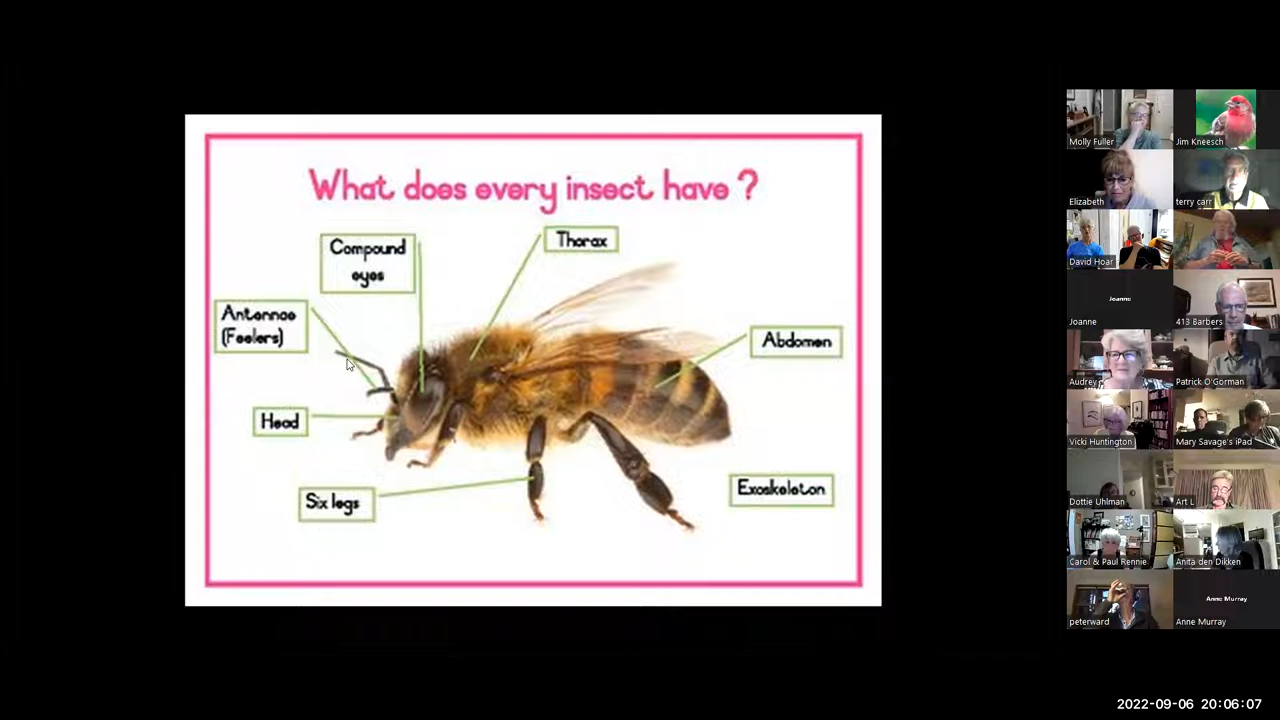 What does every insect have ?
Compound
eyes
Thorax
Antennae
(Feelers)
Abdomen
Head
Six legs
Exoskeleton
Molly Fuller
Jim Kneesch
Elizabeth
terry carr
David Hoar
Joanne
Joanne
413 Barbers
Audrey
Patrick O'Gorman
Vicki Huntington
Mary Savage's iPad
Dottie Uhlman
Art L
Carol & Paul Rennie
Anita den Dikken
peterward
Anne Murray
Anne Murray
2022-09-06 20:06:07